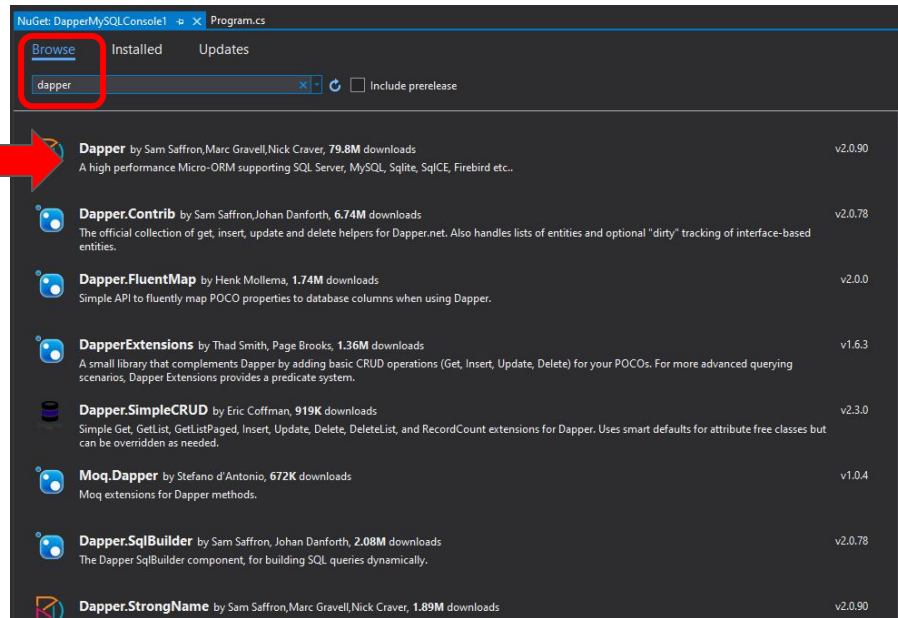 NuGet: DapperMySQLConsole1 Program.cs
Browse Installed Updates
dapper Include prerelease
Dapper by Sam Saffron,Marc Gravell,Nick Craver, 79.8M downloads v2.0.90
A high performance Micro-ORM supporting SQL Server, MySQL, Sqlite, SqlCE, Firebird etc..
Dapper.Contrib by Sam Saffron,Johan Danforth, 6.74M downloads v2.0.78
The official collection of get, insert, update and delete helpers for Dapper.net. Also handles lists of entities and optional "dirty" tracking of interface-based
entities.
Dapper.FluentMap by Henk Mollema, 1.74M downloads v2.0.0
Simple API to fluently map POCO properties to database columns when using Dapper.
DapperExtensions by Thad Smith, Page Brooks, 1.36M downloads v1.6.3
A small library that complements Dapper by adding basic CRUD operations (Get, Insert, Update, Delete) for your POCOs. For more advanced querying
scenarios, Dapper Extensions provides a predicate system.
Dapper.SimpleCRUD by Eric Coffman, 919K downloads v2.3.0
Simple Get, GetList, GetListPaged, Insert, Update, Delete, DeleteList, and RecordCount extensions for Dapper. Uses smart defaults for attribute free classes but
can be overridden as needed.
Moq.Dapper by Stefano d'Antonio, 672K downloads v1.0.4
Moq extensions for Dapper methods.
Dapper.SqlBuilder by Sam Saffron, Johan Danforth, 2.08M downloads v2.0.78
The Dapper SqlBuilder component, for building SQL queries dynamically.
Dapper.StrongName by Sam Saffron,Marc Gravell,Nick Craver, 1.89M downloads v2.0.90